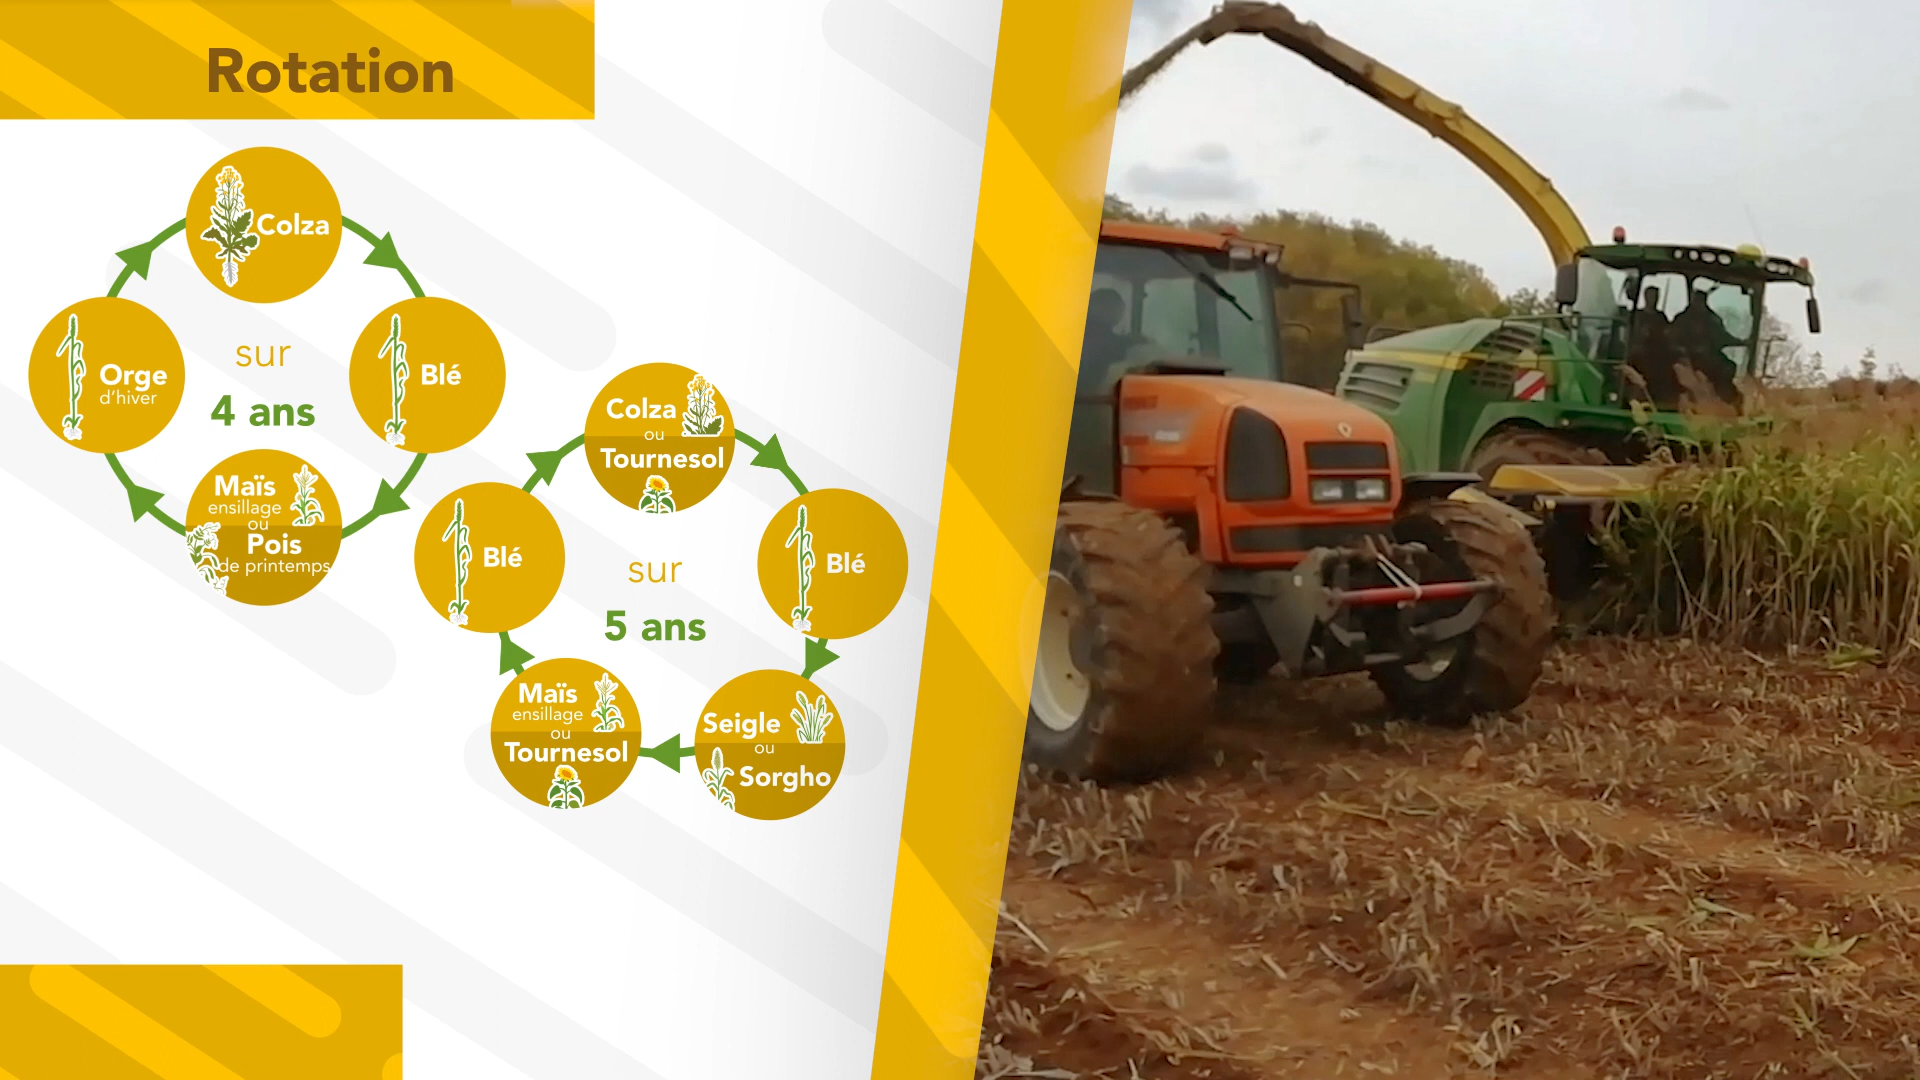 Rotation
Colza
Blé
Maïs
ensillage
ou
Pois
de printemps
Orge
d'hiver
sur
4 ans
Colza
ou
Tournesol
Blé
Seigle
ou
Sorgho
Maïs
ensillage
ou
Tournesol
Blé
sur
5 ans